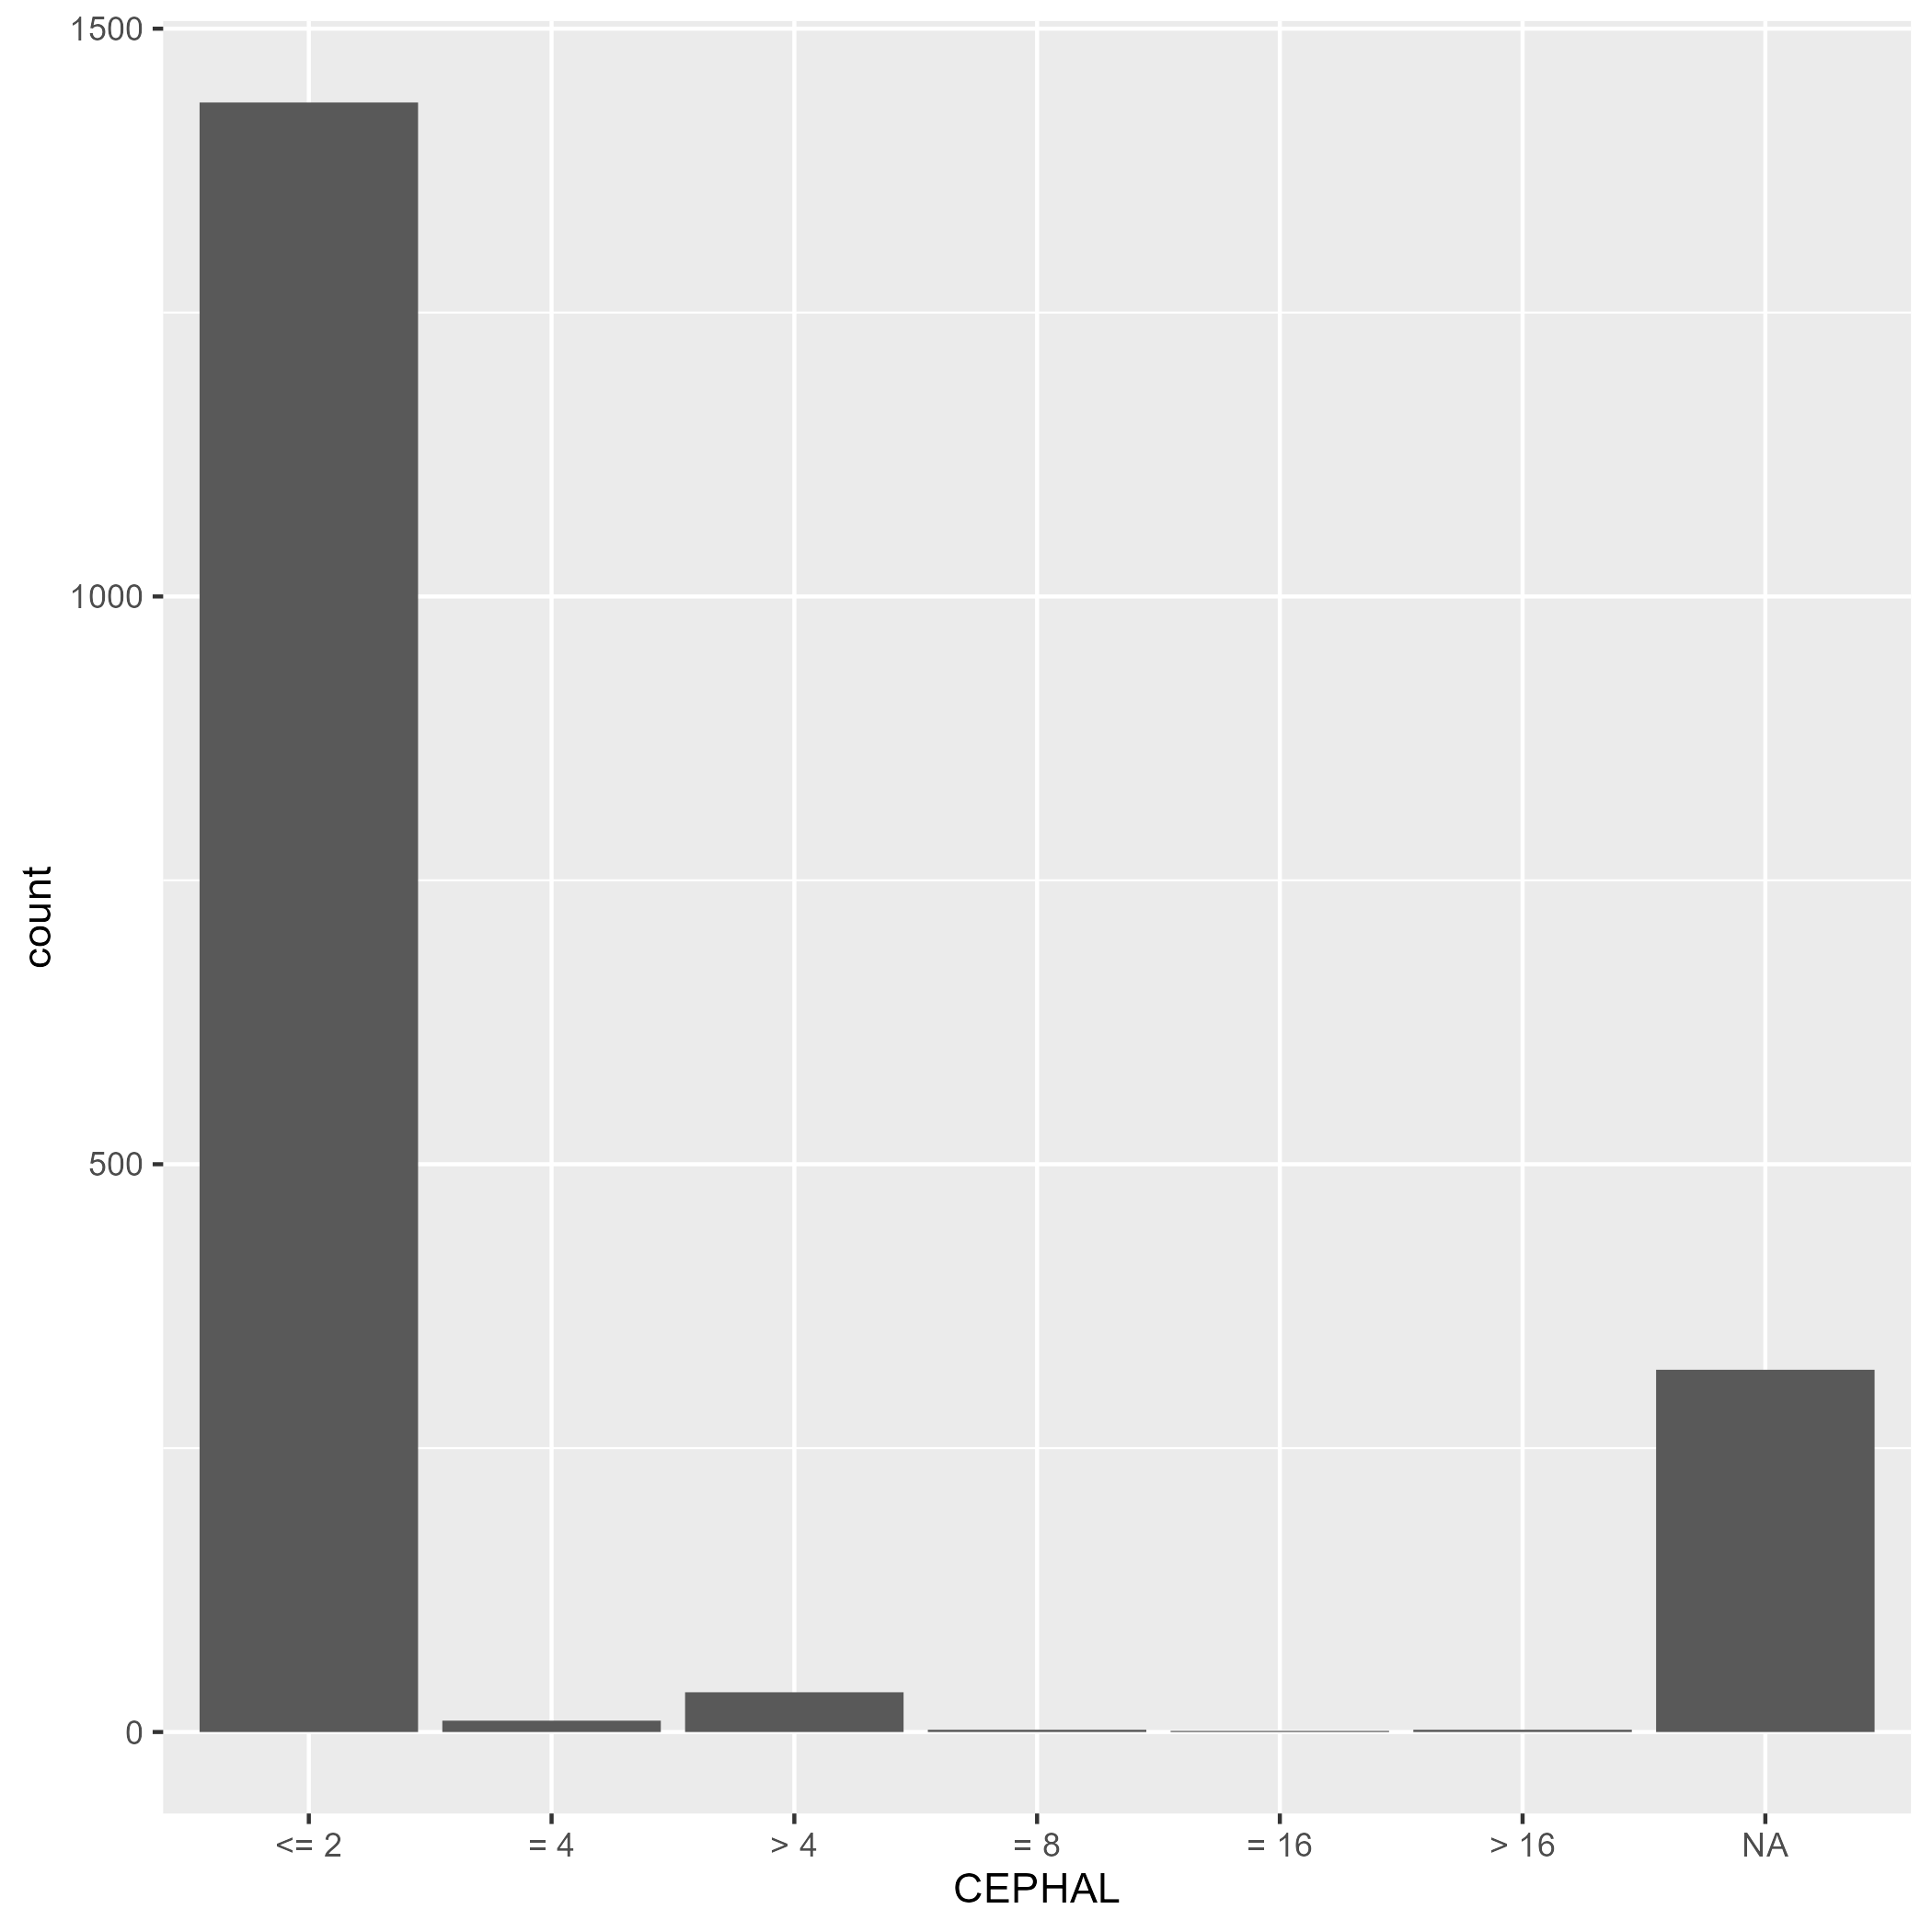 1500
1000
500
0
count
<= 2 = 4 > 4 = 8 = 16 > 16 NA
CEPHAL